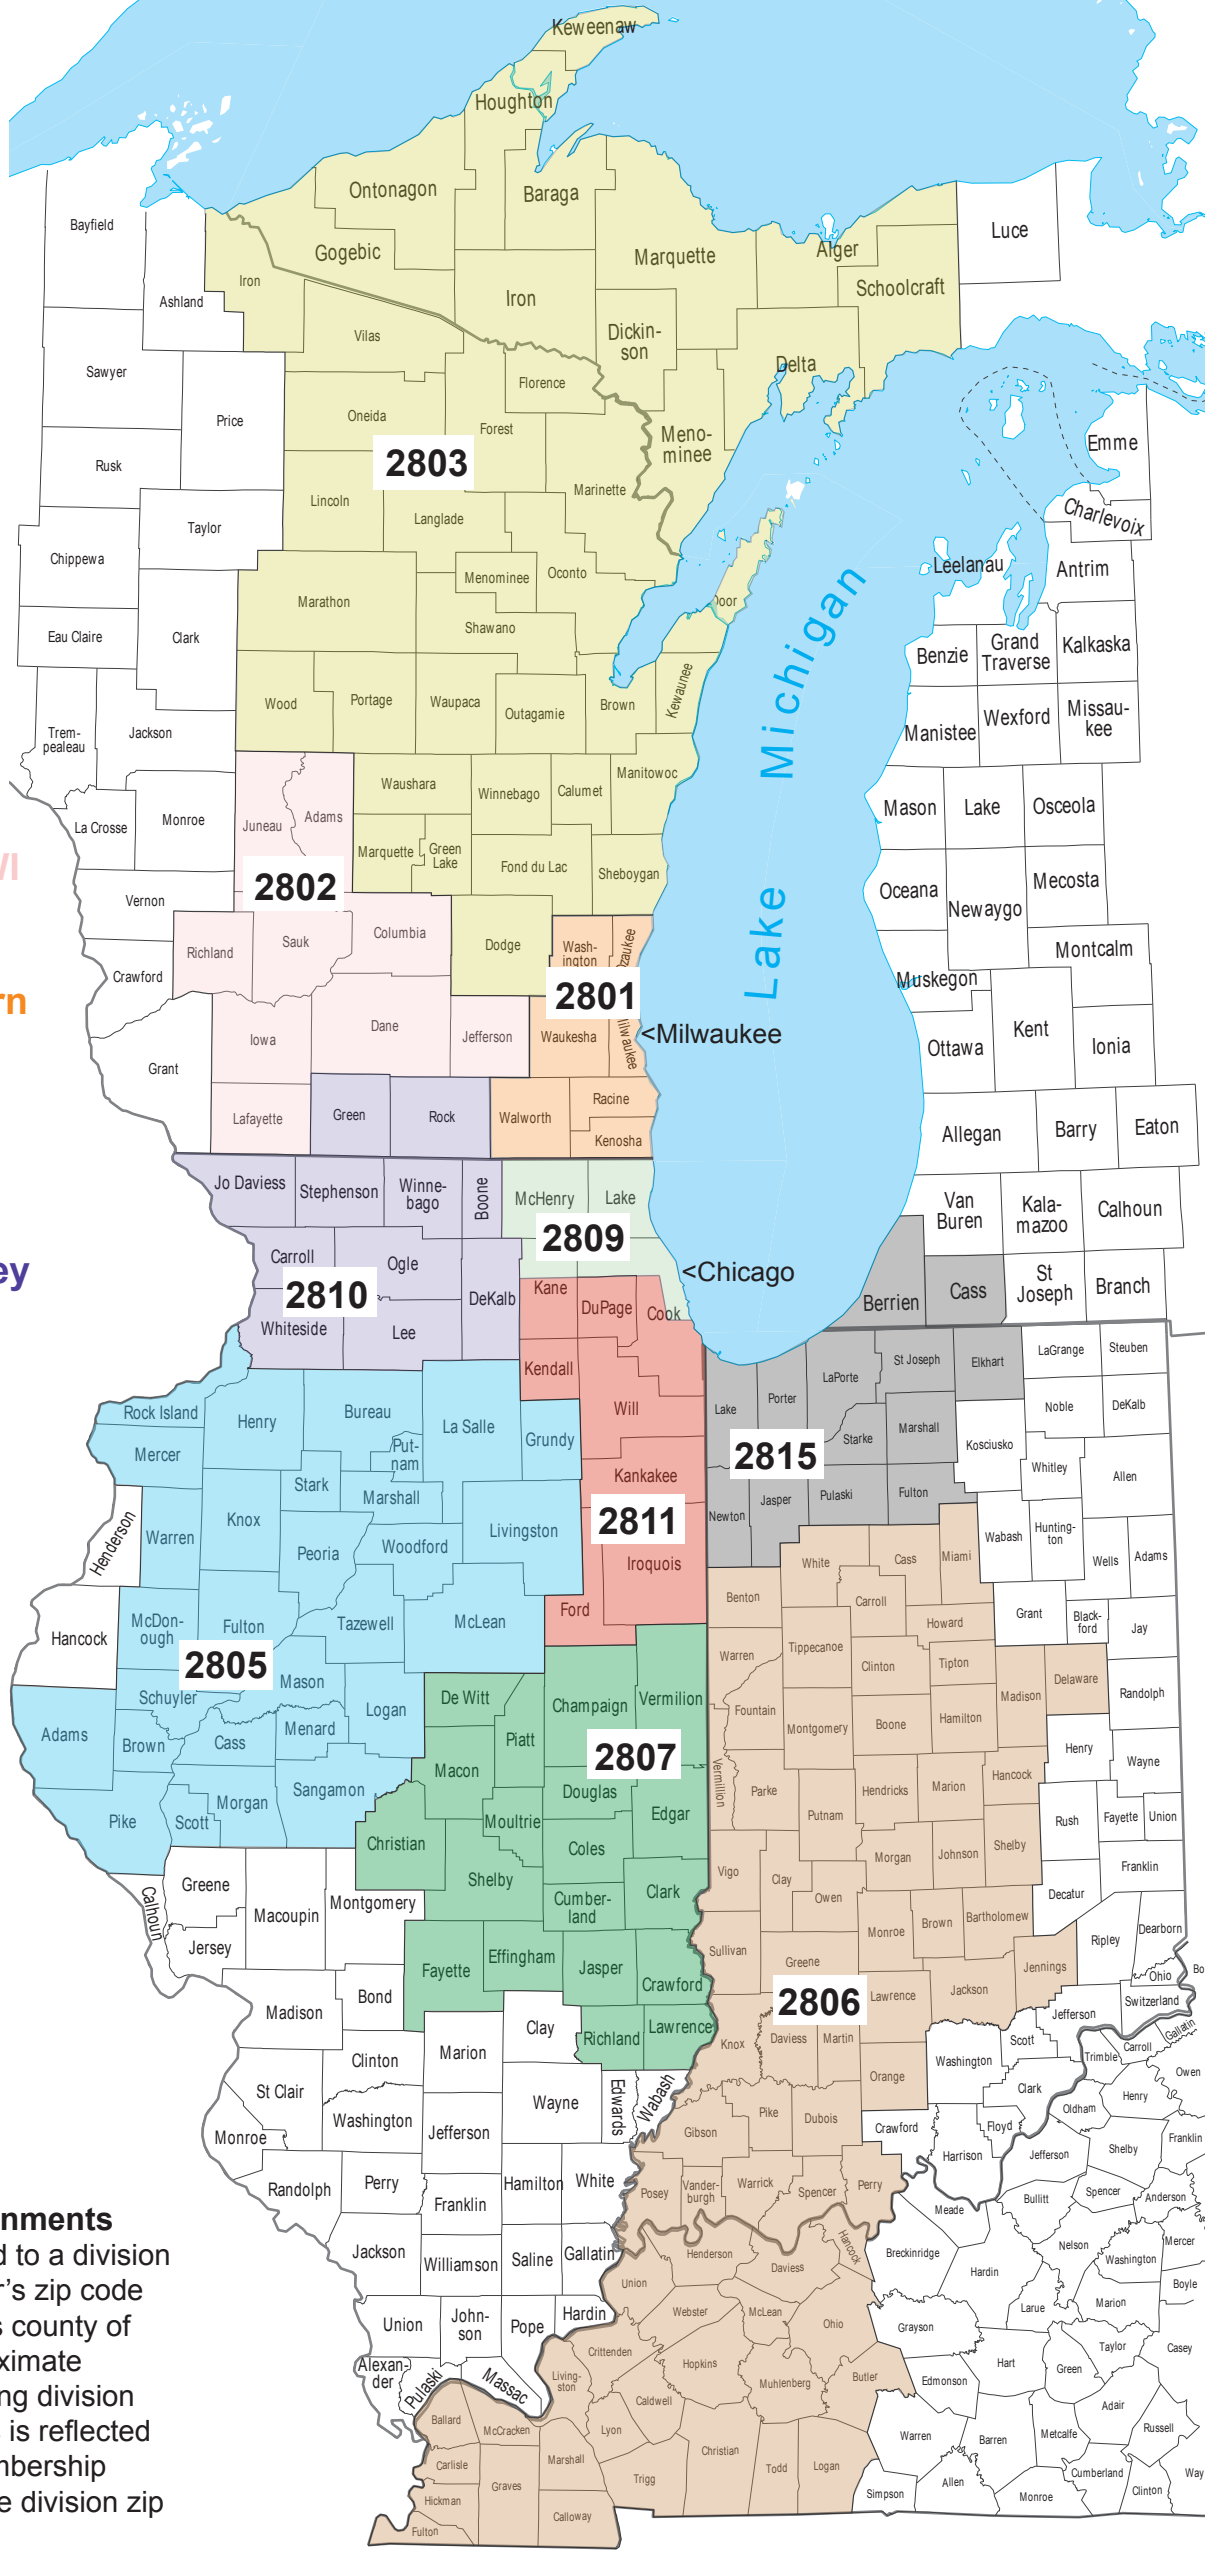 Keweenaw
Houghton
Ontonagon
Baraga
Bayfield
Luce
Gogebic
Marquette
Alger
Iron
Schoolcraft
Ashland
Iron
Vilas
Dickin-
son
Sawyer
Delta
Florence
Price
Oneida
Forest
Meno-
minee
Emme
2803
Rusk
Marinette
Lincoln
Langlade
Charlevoix
Taylor
Chippewa
Menominee
Oconto
Leelanau
Antrim
Marathon
Door
Shawano
Eau Claire
Clark
Benzie
Grand
Traverse
Kalkaska
Wood
Portage
Waupaca
Outagamie
Brown
Kewaunee
Lake Michigan
Trem-
pealeau
Jackson
Manistee
Wexford
Missau-
kee
Waushara
Winnebago
Calumet
Manitowoc
La Crosse
Monroe
Juneau
Adams
Mason
Lake
Osceola
Marquette
Green
Lake
Fond du Lac
Sheboygan
WI
2802
Vernon
Oceana
Newaygo
Mecosta
Richland
Sauk
Columbia
Dodge
Wash-
ington
zaukee
Montcalm
Crawford
Muskegon
rn
2801
Iowa
Dane
Jefferson
Waukesha
Milwaukee
<Milwaukee
Ottawa
Kent
Ionia
Grant
Lafayette
Green
Rock
Walworth
Racine
Kenosha
Allegan
Barry
Eaton
Jo Daviess
Stephenson
Winne-
bago
Boone
McHenry
Lake
Van
Buren
Kala-
mazoo
Calhoun
2809
Carroll
Ogle
ey
2810
DeKalb
Kane
DuPage
Cook
<Chicago
Berrien
Cass
St
Joseph
Branch
Whiteside
Lee
Kendall
LaPorte
St Joseph
Elkhart
LaGrange
Steuben
Rock Island
Henry
Bureau
La Salle
Will
Lake
Porter
Noble
DeKalb
Mercer
Put-
nam
Grundy
Starke
Marshall
Kosciusko
2815
Stark
Marshall
Kankakee
Whitley
Allen
Henderson
Warren
Knox
Livingston
2811
Newton
Jasper
Pulaski
Fulton
Peoria
Woodford
Iroquois
Wabash
Hunting-
ton
Wells
Adams
White
Cass
Miami
Hancock
McDon-
ough
Fulton
Tazewell
McLean
Ford
Benton
Carroll
Howard
Grant
Black-
ford
Jay
2805
Schuyler
Mason
Logan
De Witt
Champaign
Vermilion
Warren
Tippecanoe
Clinton
Tipton
Madison
Delaware
Randolph
Adams
Brown
Cass
Menard
Piatt
Fountain
Montgomery
Boone
Hamilton
Henry
Wayne
2807
Macon
Sangamon
Douglas
Vermillion
Parke
Hendricks
Marion
Hancock
Pike
Scott
Morgan
Moultrie
Edgar
Putnam
Rush
Fayette
Union
Christian
Coles
Morgan
Johnson
Shelby
Franklin
Greene
Shelby
Clark
Vigo
Clay
Owen
Decatur
Calhoun
Macoupin
Montgomery
Cumber-
land
Monroe
Brown
Bartholomew
Ripley
Dearborn
Jersey
Fayette
Effingham
Jasper
Crawford
Sullivan
Greene
Jennings
Ohio
Bo
Madison
Bond
2806
Lawrence
Jackson
Switzerland
Jefferson
Clay
Richland
Lawrence
Knox
Daviess
Martin
Scott
Gallatin
Marion
Clinton
Washington
Trimble
Carroll
Owen
St Clair
Wayne
Edwards
Wabash
Orange
Clark
Henry
Oldham
Washington
Jefferson
Gibson
Pike
Dubois
Crawford
Floyd
Monroe
Harrison
Jefferson
Shelby
Franklin
Randolph
Perry
Hamilton
White
Posey
Vander-
burgh
Warrick
Spencer
Perry
Franklin
Meade
Bullitt
Spencer
Anderson
nments
Jackson
Williamson
Saline
Gallatin
Henderson
Daviess
Hancock
Breckinridge
Nelson
Mercer
Washington
d to a division
Union
Hardin
Boyle
r’s zip code
Webster
McLean
Ohio
Larue
Marion
s county of
Union
John-
son
Pope
Hardin
Grayson
ximate
Crittenden
Taylor
Casey
Alexan-
der
Pulaski
Massac
Living-
ston
Hopkins
Muhlenberg
Butler
Edmonson
Hart
Green
ng division
Caldwell
Adair
s is reflected
Ballard
McCracken
Lyon
Christian
Warren
Barren
Metcalfe
Russell
mbership
Carlisle
Marshall
Trigg
Todd
Logan
Cumberland
Way
Graves
Simpson
Allen
Monroe
Clinton
e division zip
Hickman
Calloway
Fulton